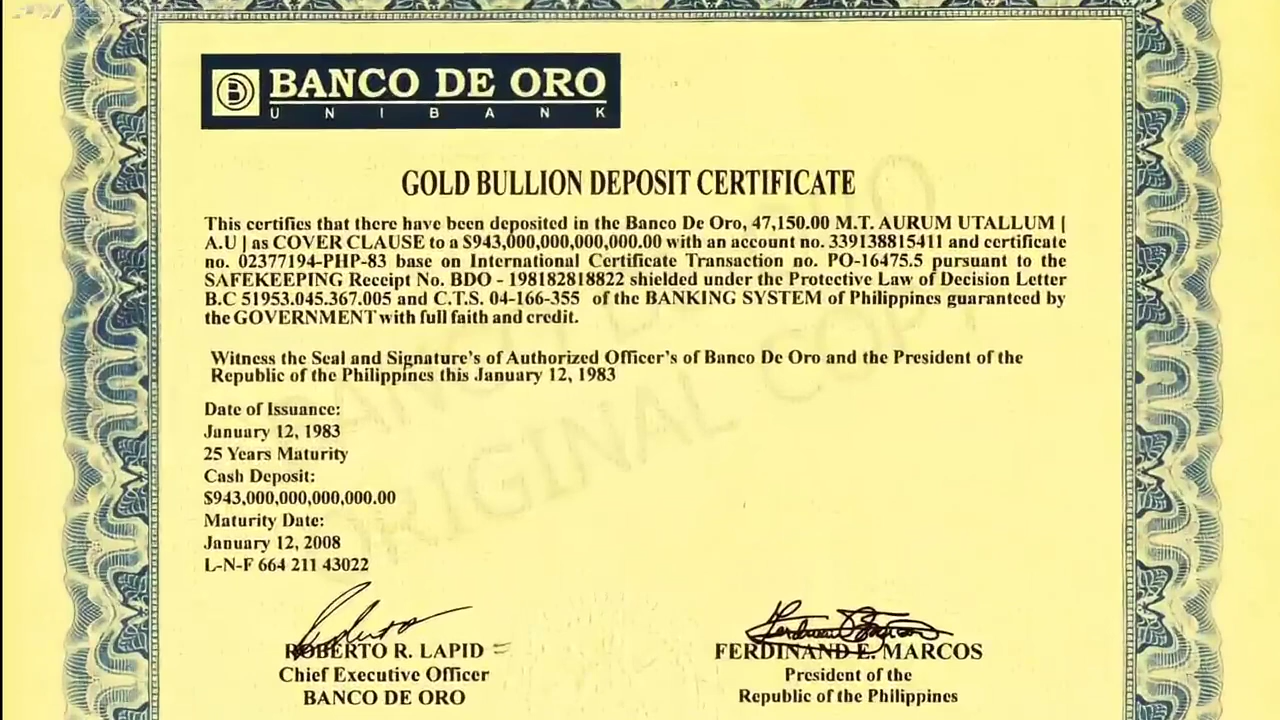 BANCO DE ORO
UNIBANK
GOLD BULLION DEPOSIT CERTIFICATE
This certifies that there have been deposited in the Banco De Oro, 47,150.00 M.T. AURUM UTALLUM [
A.U ] as COVER CLAUSE to a $943,000,000,000,000.00 with an account no. 339138815411 and certificate
no. 02377194-PHP-83 base on International Certificate Transaction no. PO-16475.5 pursuant to the
SAFEKEEPING Receipt No. BDO - 198182818822 shielded under the Protective Law of Decision Letter
B.C 51953.045.367.005 and C.T.S. 04-166-355 of the BANKING SYSTEM of Philippines guaranteed by
the GOVERNMENT with full faith and credit.
Witness the Seal and Signature's of Authorized Officer's of Banco De Oro and the President of the
Republic of the Philippines this January 12, 1983
Date of Issuance:
January 12, 1983
25 Years Maturity
Cash Deposit:
$943,000,000,000,000.00
Maturity Date:
January 12, 2008
L-N-F 664 211 43022
BANCO DE ORO
ORIGINAL COPY
ROBERTO R. LAPID
Chief Executive Officer
BANCO DE ORO
FERDINAND E. MARCOS
President of the
Republic of the Philippines